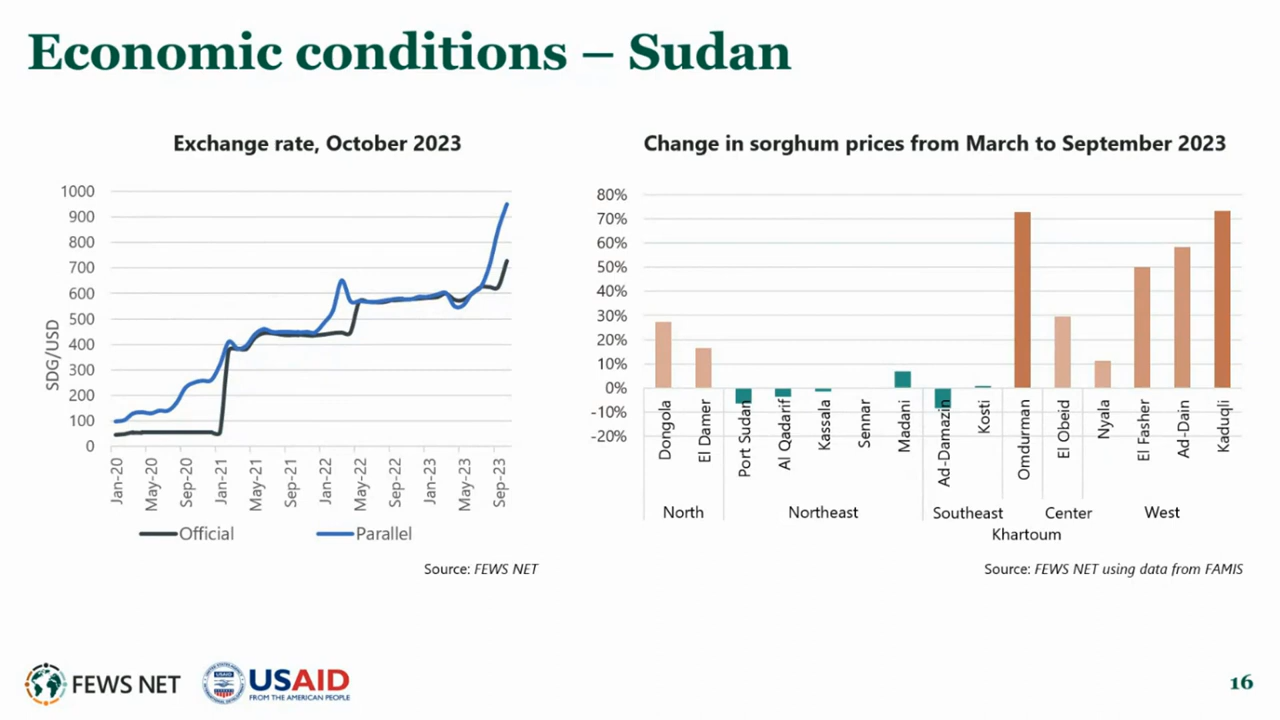 Economic conditions – Sudan
Exchange rate, October 2023
SDG/USD
1000
900
800
700
600
500
400
300
200
100
0
Jan-20
May-20
Sep-20
Jan-21
May-21
Sep-21
Jan-22
May-22
Sep-22
Jan-23
May-23
Sep-23
Official
Parallel
Source: FEWS NET
Change in sorghum prices from March to September 2023
80%
70%
60%
50%
40%
30%
20%
10%
0%
-10%
-20%
Dongola
El Damer
Port Sudan
Al Qadarif
Kassala
Sennar
Madani
Ad-Damazin
Kosti
Omdurman
El Obeid
Nyala
El Fasher
Ad-Dain
Kaduqli
North
Northeast
Southeast
Khartoum
Center
West
Source: FEWS NET using data from FAMIS
FEWS NET
USAID
FROM THE AMERICAN PEOPLE
16